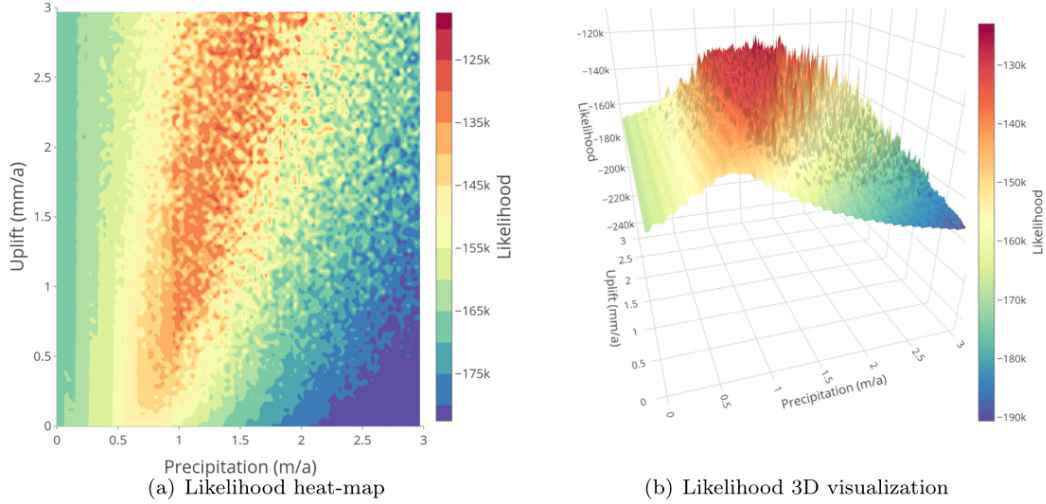 3
2.5
2
1.5
1
0.5
0
0
0.5
1
1.5
2
2.5
3
Uplift (mm/a)
Precipitation (m/a)
−125k
−135k
−145k
−155k
−165k
−175k
Likelihood
(a) Likelihood heat-map
−120k
−140k
−160k
−180k
−200k
−220k
−240k
Likelihood
3
2.5
2
1.5
1
0.5
0
Uplift (mm/a)
0
0.5
1
1.5
2
2.5
3
Precipitation (m/a)
−130k
−140k
−150k
−160k
−170k
−180k
−190k
Likelihood
(b) Likelihood 3D visualization